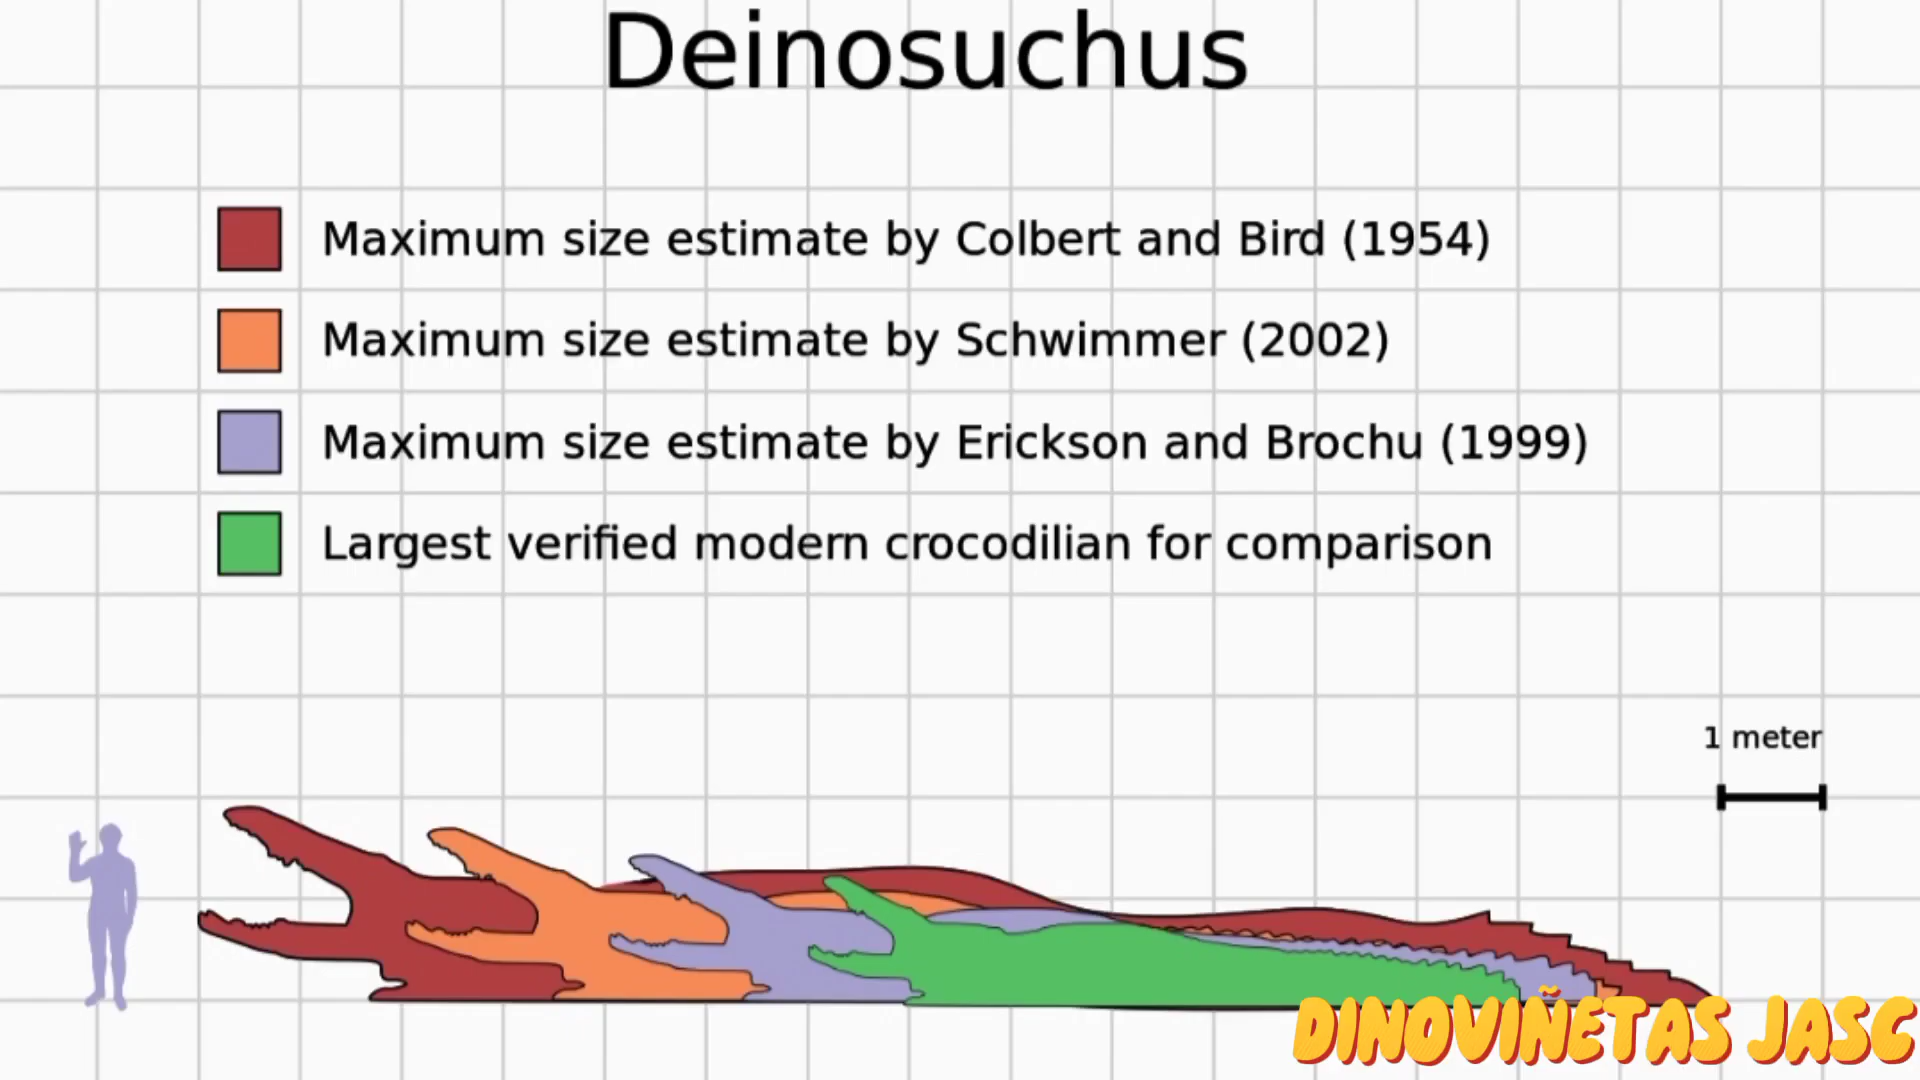 Deinosuchus
Maximum size estimate by Colbert and Bird (1954)
Maximum size estimate by Schwimmer (2002)
Maximum size estimate by Erickson and Brochu (1999)
Largest verified modern crocodilian for comparison
1 meter
DINOVIÑETAS JASC